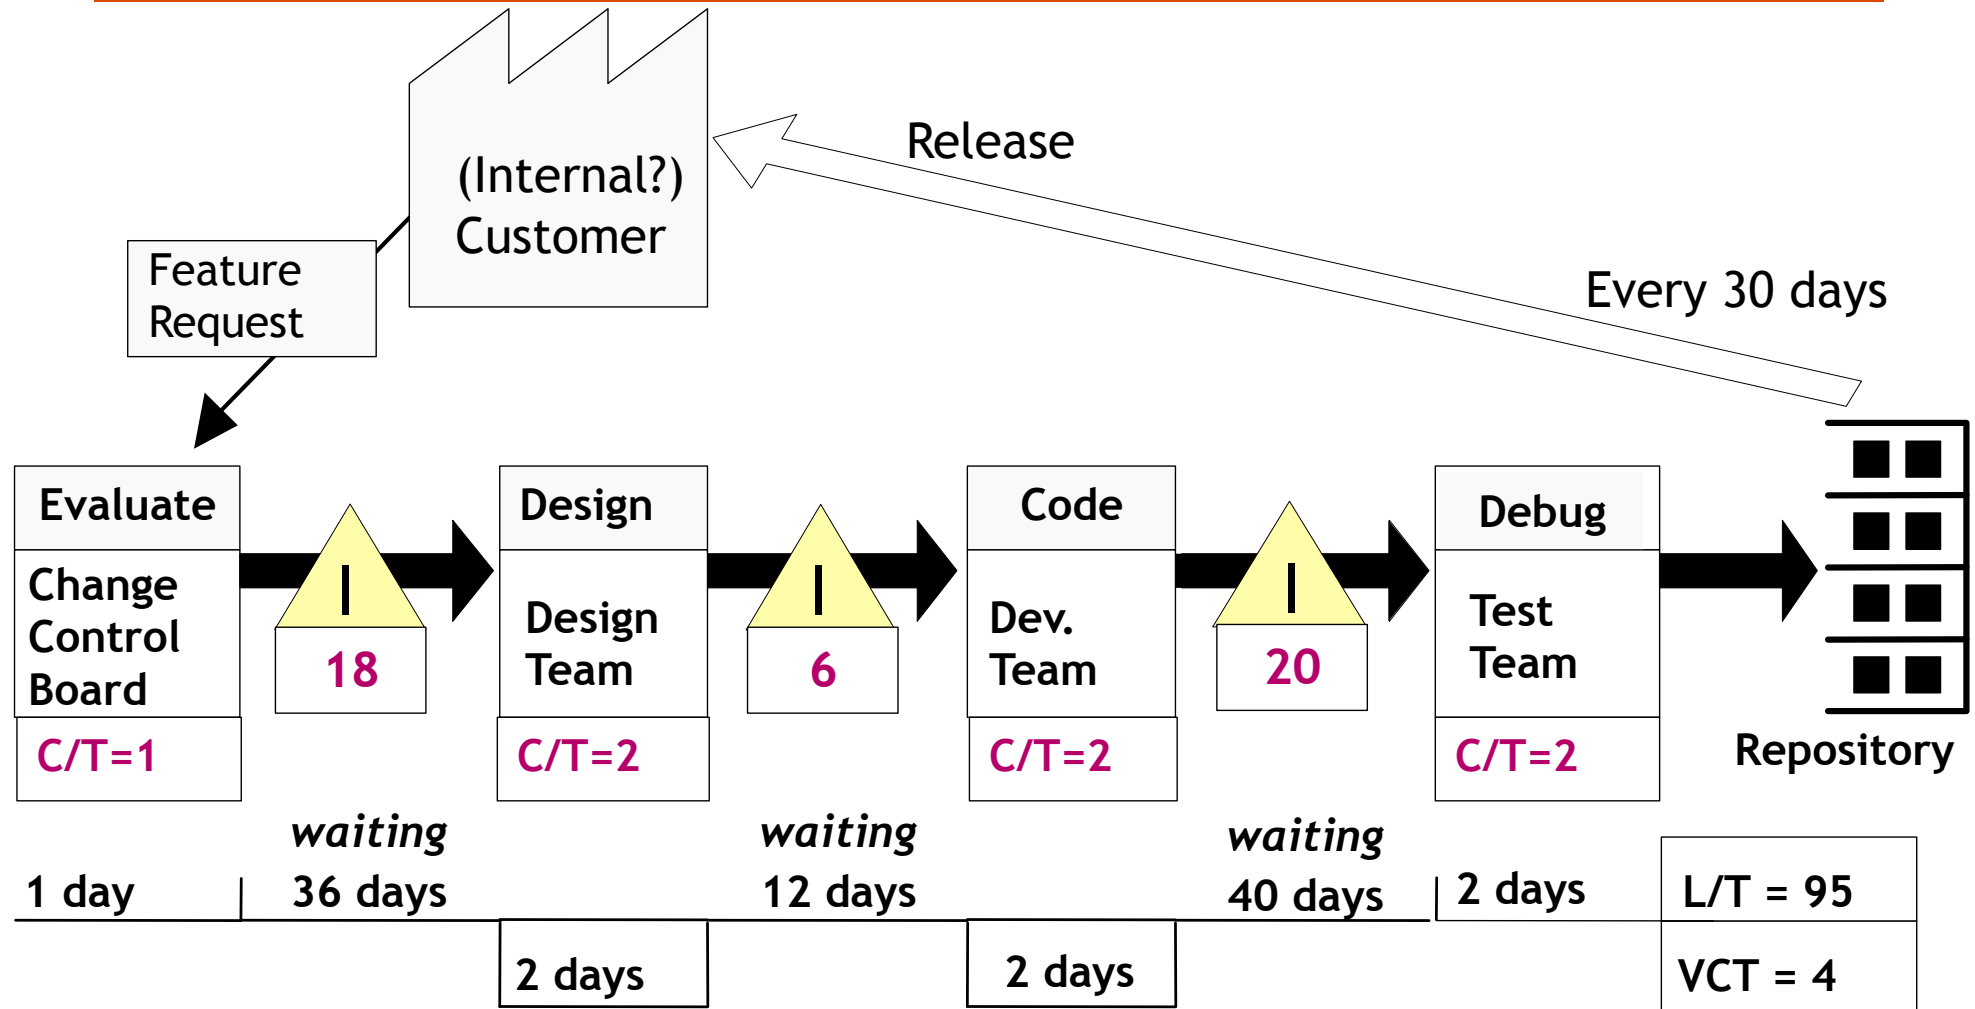 Release
(Internal?)
Customer
Feature
Request
Every 30 days
Evaluate
Change
Control
Board
C/T=1
I
18
Design
Design
Team
C/T=2
I
6
Code
Dev.
Team
C/T=2
I
20
Debug
Test
Team
C/T=2
Repository
waiting
waiting
waiting
1 day
36 days
12 days
40 days
2 days
L/T = 95
2 days
2 days
VCT = 4